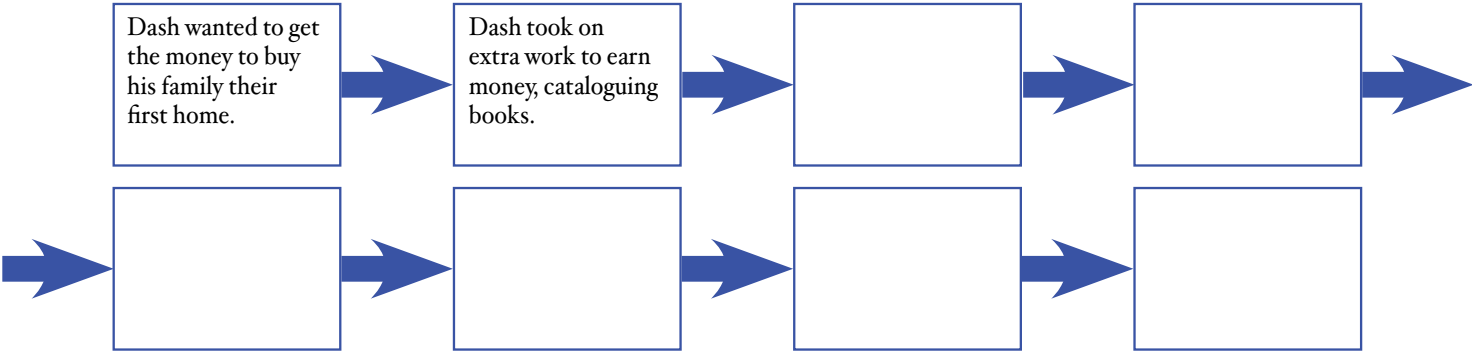 Dash wanted to get
the money to buy
his family their
first home.
Dash took on
extra work to earn
money, cataloguing
books.